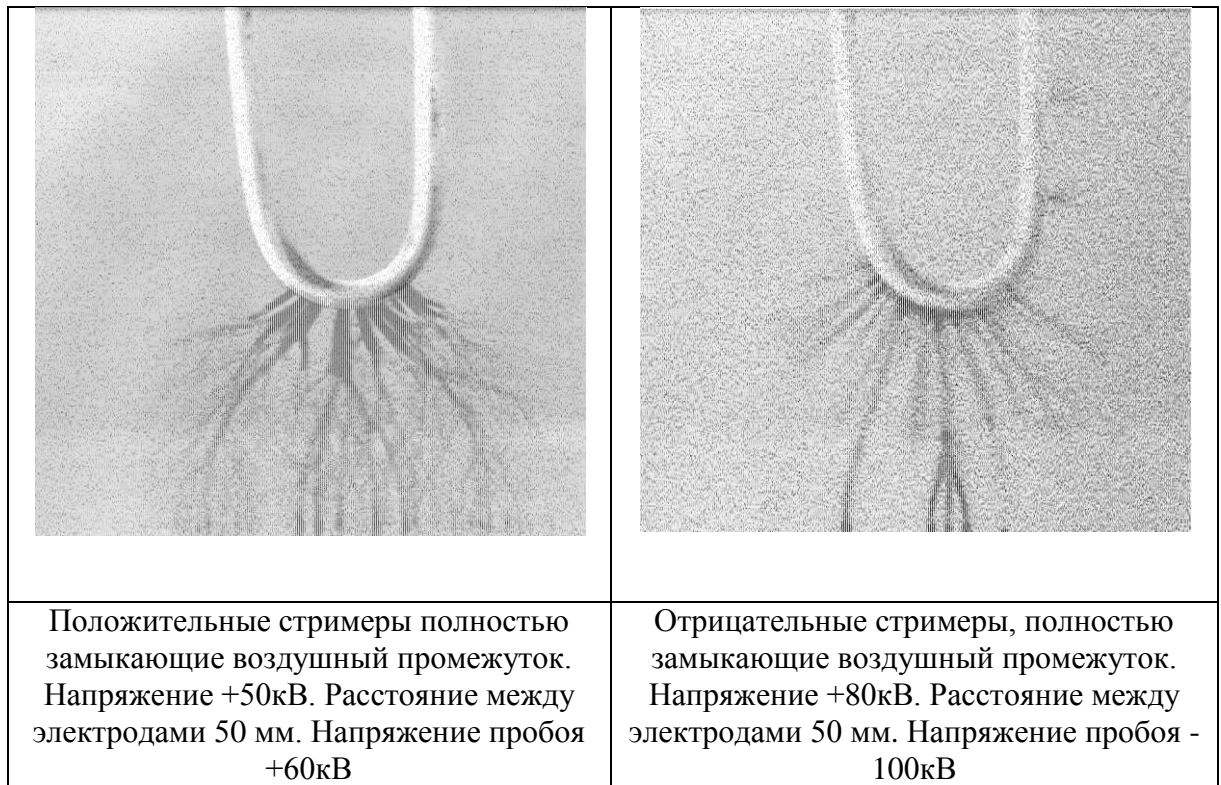 Положительные стримеры полностью
замыкающие воздушный промежуток.
Напряжение +50кВ. Расстояние между
электродами 50 мм. Напряжение пробоя
+60кВ
Отрицательные стримеры, полностью
замыкающие воздушный промежуток.
Напряжение +80кВ. Расстояние между
электродами 50 мм. Напряжение пробоя -
100кВ